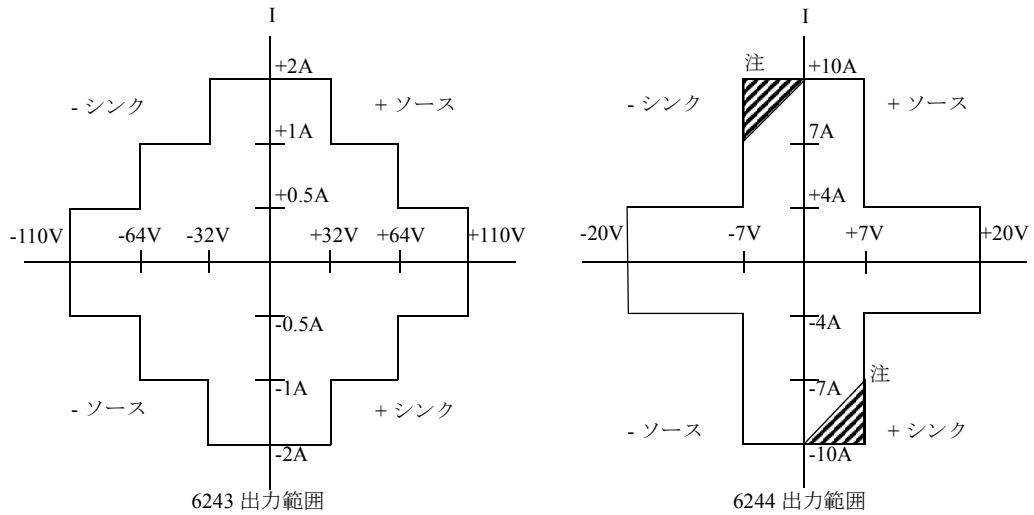 I
+2A
- シンク
+ ソース
+1A
+0.5A
-110V
-64V
-32V
+32V
+64V
+110V
-0.5A
-1A
- ソース
+ シンク
-2A
6243 出力範囲
I
注
+10A
- シンク
+ ソース
7A
+4A
-20V
-7V
+7V
+20V
-4A
-7A
注
- ソース
+ シンク
-10A
6244 出力範囲